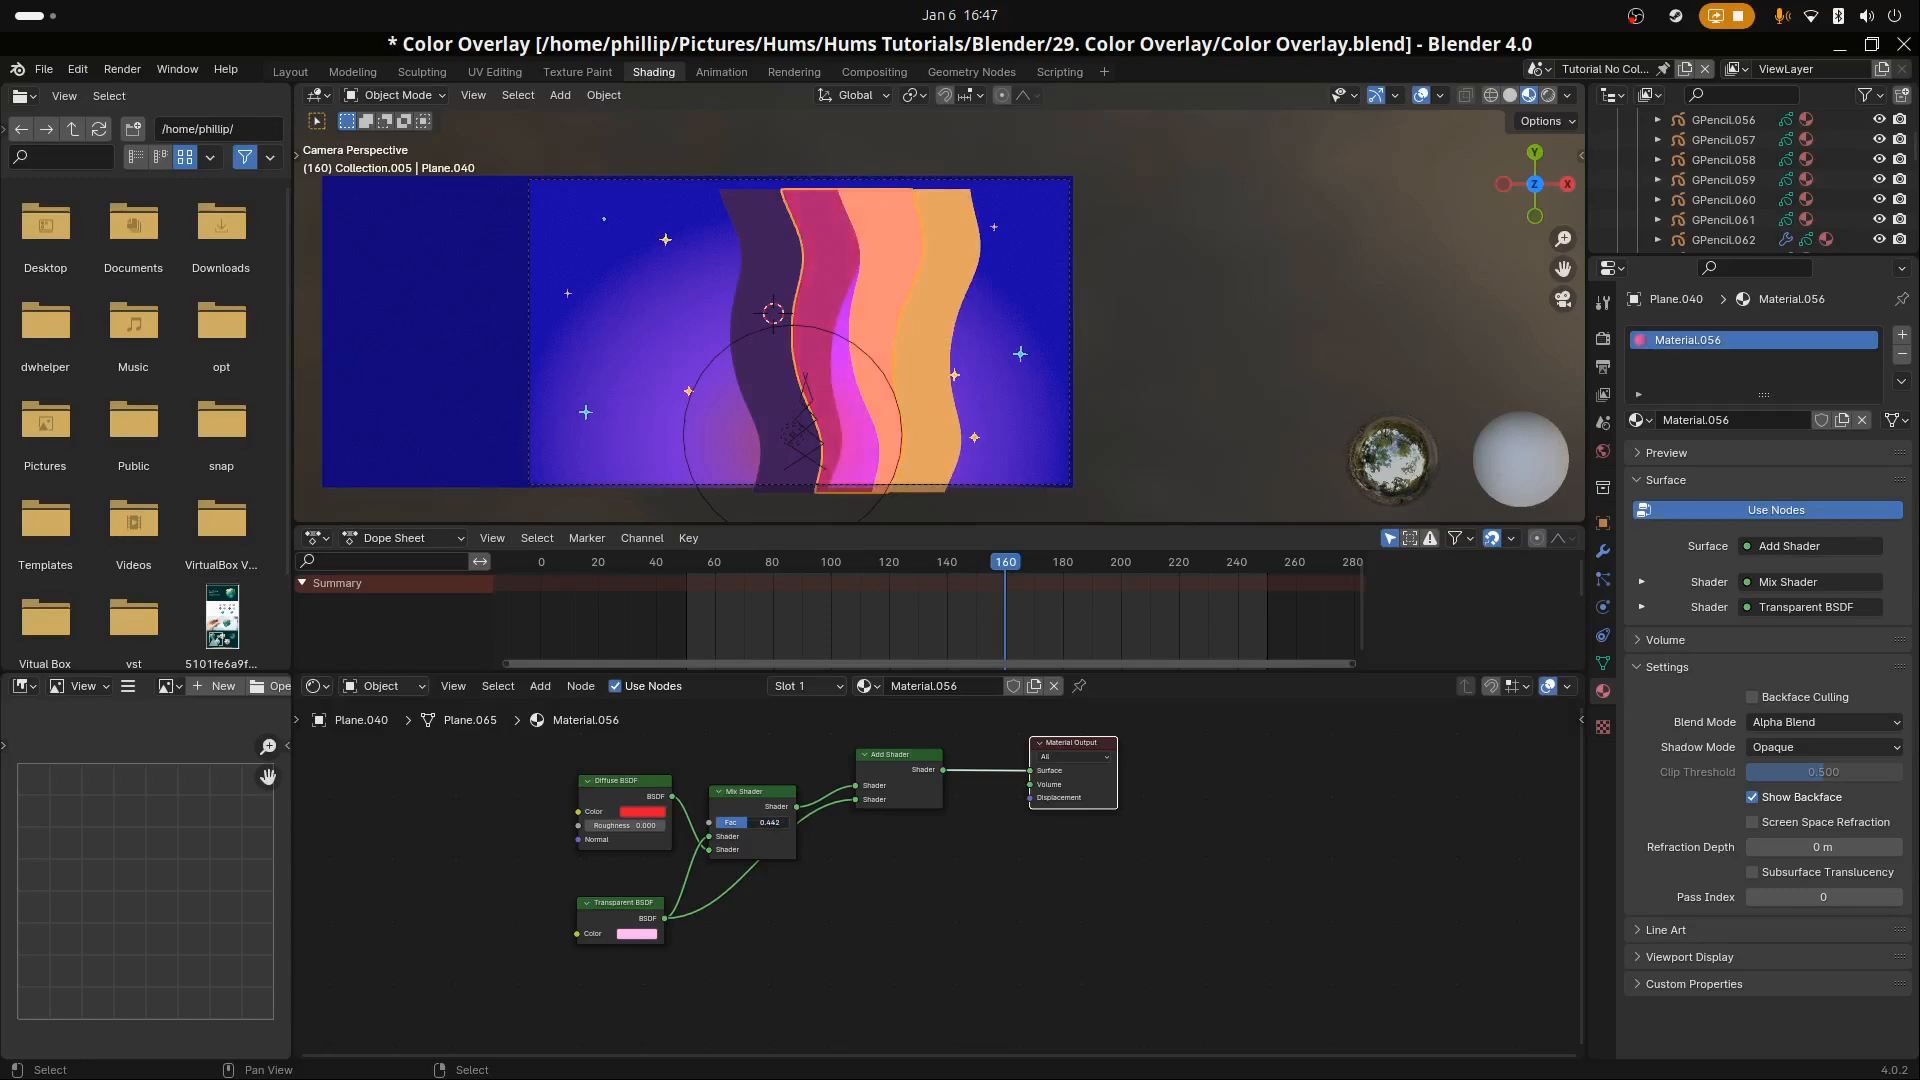 Jan 6 16:47
* Color Overlay [/home/phillip/Pictures/Hums/Hums Tutorials/Blender/29. Color Overlay/Color Overlay.blend] - Blender 4.0
File Edit Render Window Help
Layout Modeling Sculpting UV Editing Texture Paint Shading Animation Rendering Compositing Geometry Nodes Scripting +
Tutorial No Col...
ViewLayer
View Select
/home/phillip/
Desktop Documents Downloads
dwhelper Music opt
Pictures Public snap
Templates Videos VirtualBox V...
Vitual Box vst 5101fe6a9f...
Object Mode View Select Add Object
Global
Options
Camera Perspective
(160) Collection.005 | Plane.040
Y
Z
X
GPencil.056
GPencil.057
GPencil.058
GPencil.059
GPencil.060
GPencil.061
GPencil.062
Dope Sheet View Select Marker Channel Key
0 20 40 60 80 100 120 140 160 180 200 220 240 260 280
Summary
View
New
Ope
Object View Select Add Node Use Nodes
Slot 1
Material.056
Plane.040 > Plane.065 > Material.056
Diffuse BSDF
BSDF
Color
Roughness 0.000
Normal
Transparent BSDF
BSDF
Color
Mix Shader
Shader
Fac 0.442
Shader
Shader
Add Shader
Shader
Shader
Shader
Material Output
All
Surface
Volume
Displacement
Plane.040 > Material.056
Material.056
Material.056
Preview
Surface
Use Nodes
Surface Add Shader
Shader Mix Shader
Shader Transparent BSDF
Volume
Settings
Backface Culling
Blend Mode Alpha Blend
Shadow Mode Opaque
Clip Threshold 0.500
Show Backface
Screen Space Refraction
Refraction Depth 0 m
Subsurface Translucency
Pass Index 0
Line Art
Viewport Display
Custom Properties
Select Pan View Select
4.0.2